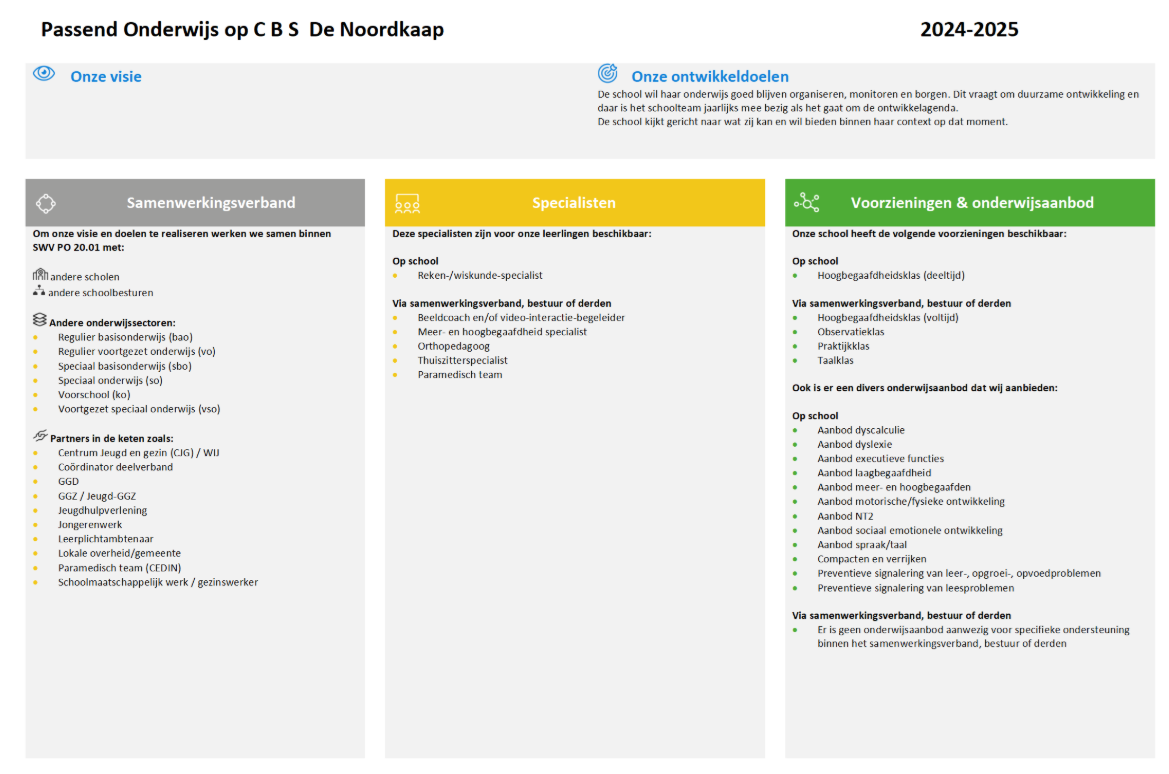 Passend Onderwijs op C B S  De Noordkaap
2024-2025
Onze visie
Onze ontwikkeldoelen
De school wil haar onderwijs goed blijven organiseren, monitoren en borgen. Dit vraagt om duurzame ontwikkeling en
daar is het schoolteam jaarlijks mee bezig als het gaat om de ontwikkelagenda.
De school kijkt gericht naar wat zij kan en wil bieden binnen haar context op dat moment.
Samenwerkingsverband
Om onze visie en doelen te realiseren werken we samen binnen
SWV PO 20.01 met:
andere scholen
andere schoolbesturen
Andere onderwijssectoren:
Regulier basisonderwijs (bao)
Regulier voortgezet onderwijs (vo)
Speciaal basisonderwijs (sbo)
Speciaal onderwijs (so)
Voorschool (ko)
Voortgezet speciaal onderwijs (vso)
Partners in de keten zoals:
Centrum Jeugd en gezin (CJG) / WIJ
Coördinator deelverband
GGD
GGZ / Jeugd-GGZ
Jeugdhulpverlening
Jongerenwerk
Leerplichtambtenaar
Lokale overheid/gemeente
Paramedisch team (CEDIN)
Schoolmaatschappelijk werk / gezinswerker
Specialisten
Deze specialisten zijn voor onze leerlingen beschikbaar:
Op school
Reken-/wiskunde-specialist
Via samenwerkingsverband, bestuur of derden
Beeldcoach en/of video-interactie-begeleider
Meer- en hoogbegaafdheid specialist
Orthopedagoog
Thuiszitterspecialist
Paramedisch team
Voorzieningen & onderwijsaanbod
Onze school heeft de volgende voorzieningen beschikbaar:
Op school
Hoogbegaafdheidsklas (deeltijd)
Via samenwerkingsverband, bestuur of derden
Hoogbegaafdheidsklas (voltijd)
Observatieklas
Praktijkklas
Taalklas
Ook is er een divers onderwijsaanbod dat wij aanbieden:
Op school
Aanbod dyscalculie
Aanbod dyslexie
Aanbod executieve functies
Aanbod laagbegaafdheid
Aanbod meer- en hoogbegaafden
Aanbod motorische/fysieke ontwikkeling
Aanbod NT2
Aanbod sociaal emotionele ontwikkeling
Aanbod spraak/taal
Compacten en verrijken
Preventieve signalering van leer-, opgroei-, opvoedproblemen
Preventieve signalering van leesproblemen
Via samenwerkingsverband, bestuur of derden
Er is geen onderwijsaanbod aanwezig voor specifieke ondersteuning
binnen het samenwerkingsverband, bestuur of derden